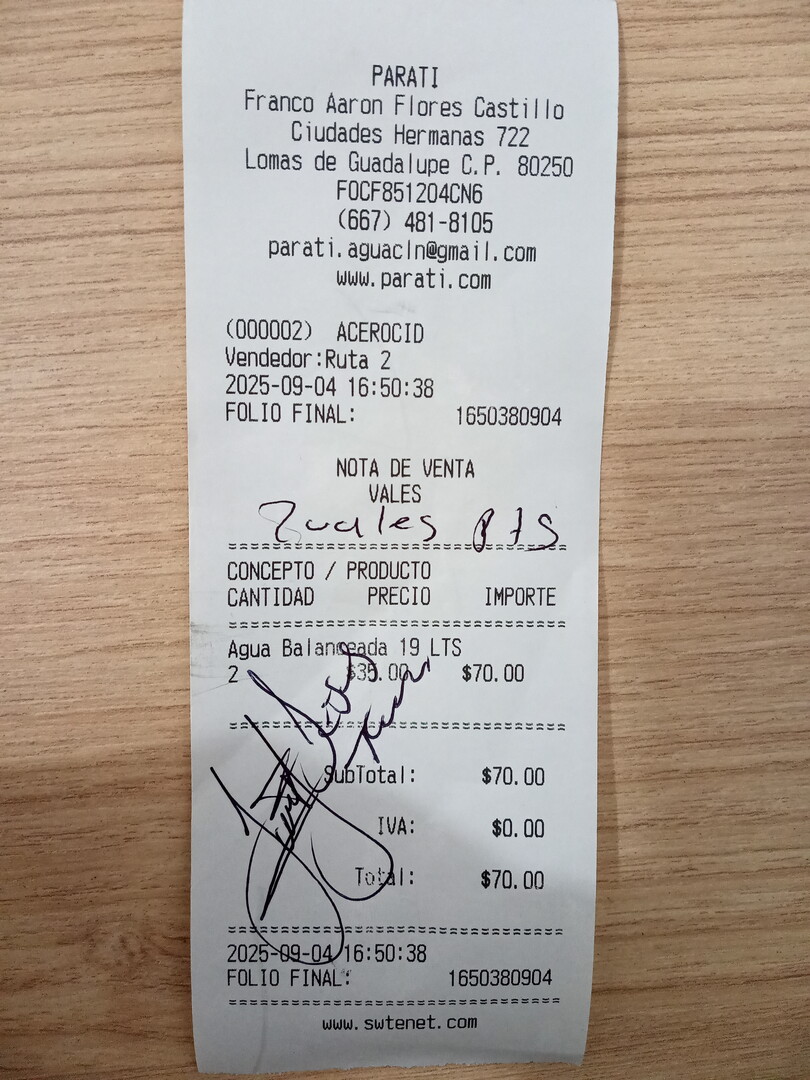 PARATI
Franco Aaron Flores Castillo
Ciudades Hermanas 722
Lomas de Guadalupe C.P. 80250
FOCF851204CN6
(667) 481-8105
parati.aguacln@gmail.com
www.parati.com
(000002) ACEROCID
Vendedor:Ruta 2
2025-09-04 16:50:38
FOLIO FINAL: 1650380904
NOTA DE VENTA
VALES
2vales
CONCEPTO / PRODUCTO
CANTIDAD PRECIO IMPORTE
Agua Balanceada 19 LTS
2 $35.00 $70.00
SubTotal: $70.00
IVA: $0.00
Total: $70.00
2025-09-04 16:50:38
FOLIO FINAL: 1650380904
www.swtenet.com